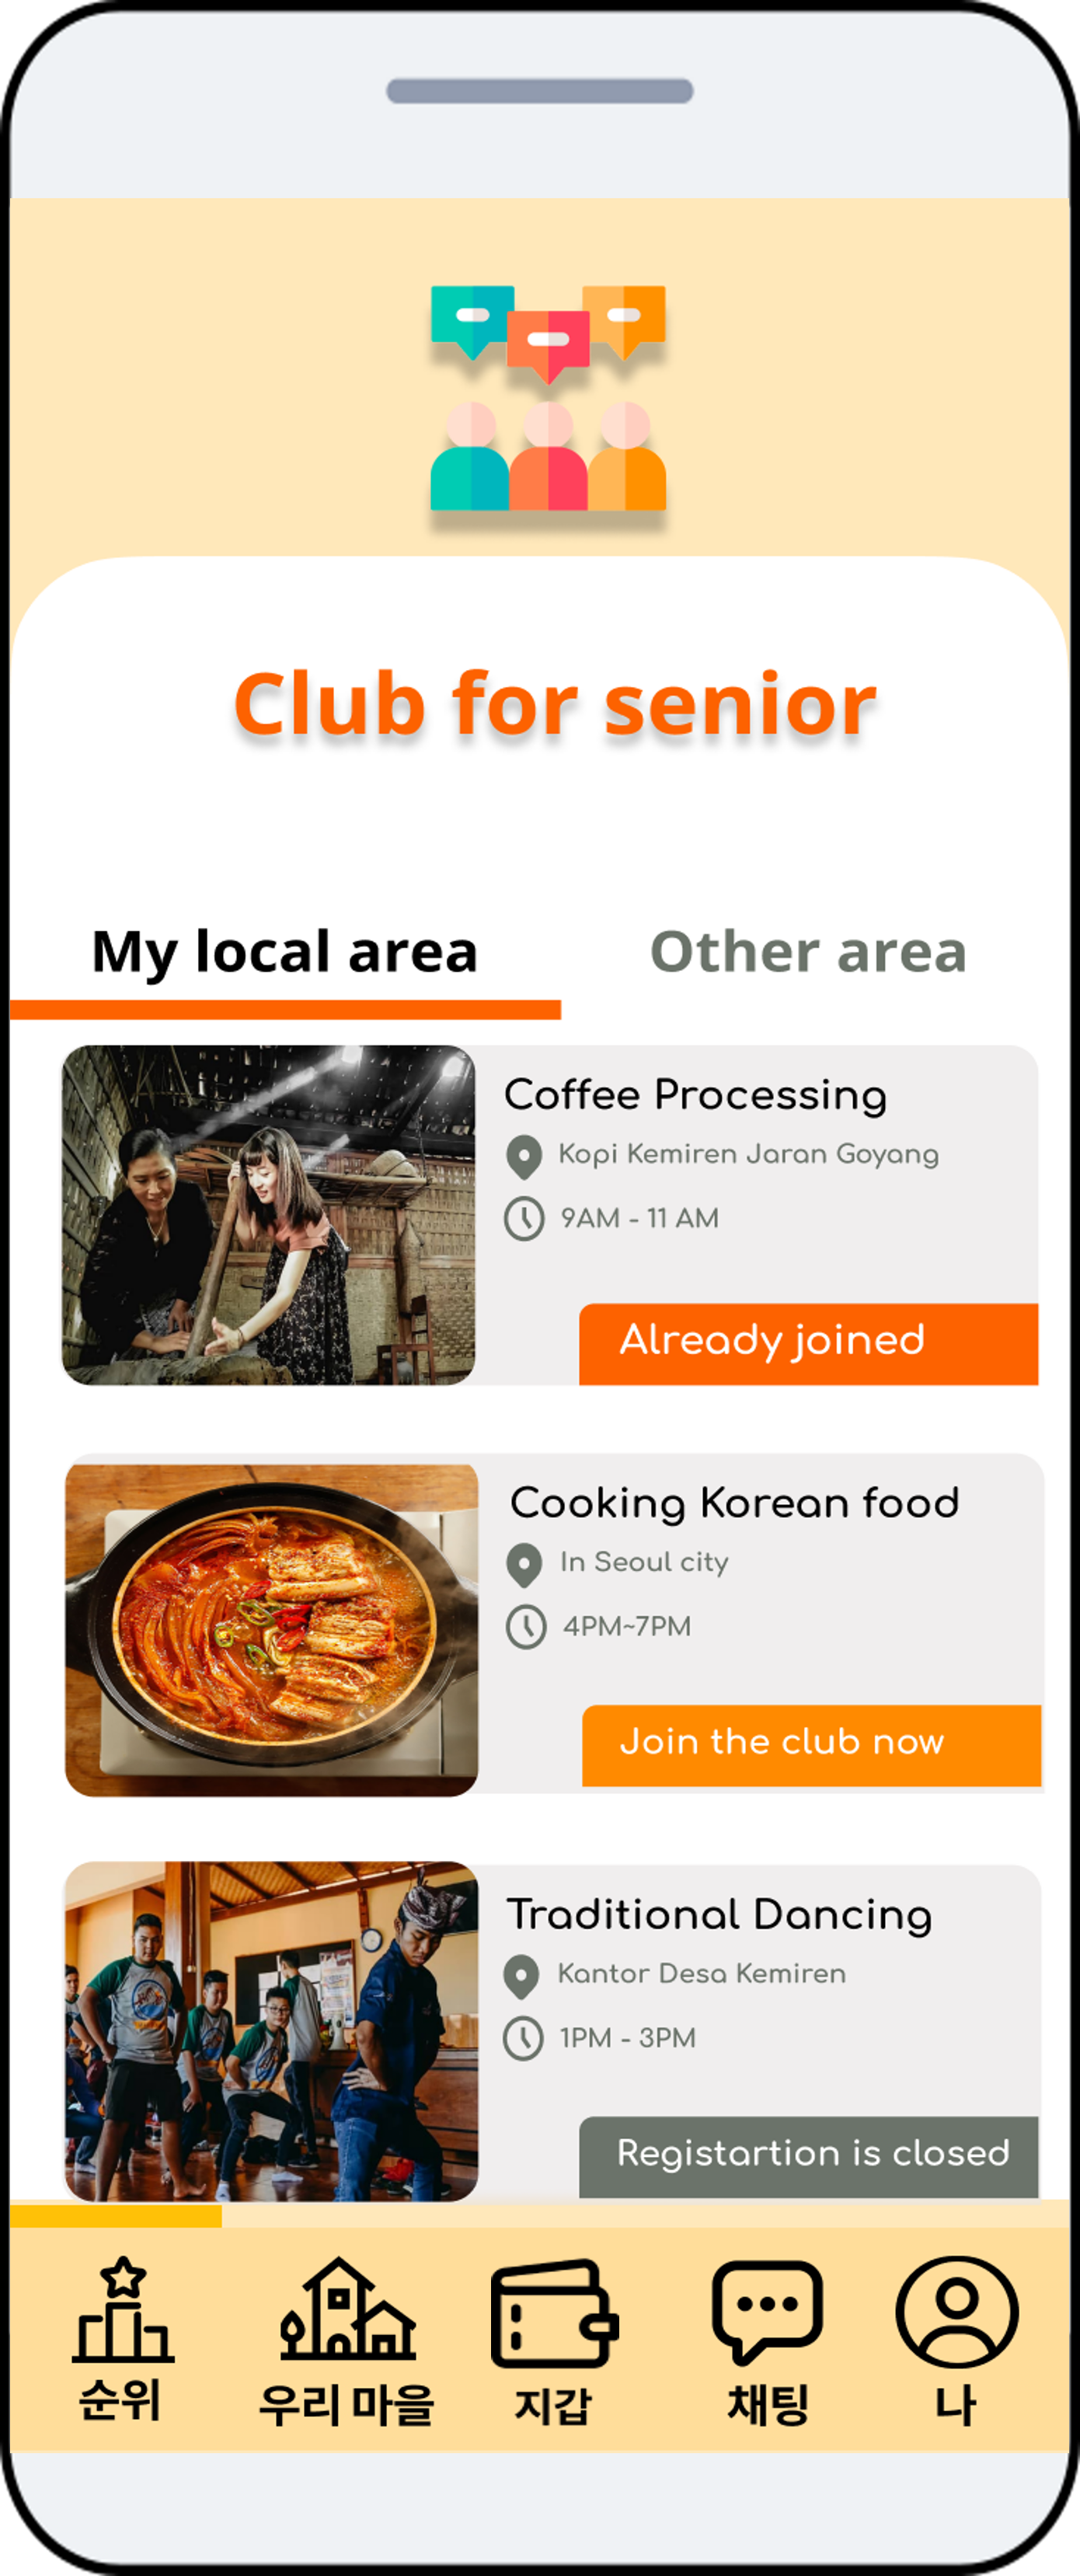 Club for senior
My local area
Other area
Coffee Processing
Kopi Kemiren Jaran Goyang
9AM - 11 AM
Already joined
Cooking Korean food
In Seoul city
4PM~7PM
Join the club now
Traditional Dancing
Kantor Desa Kemiren
1PM - 3PM
Registartion is closed
순위
우리 마을
지갑
채팅
나